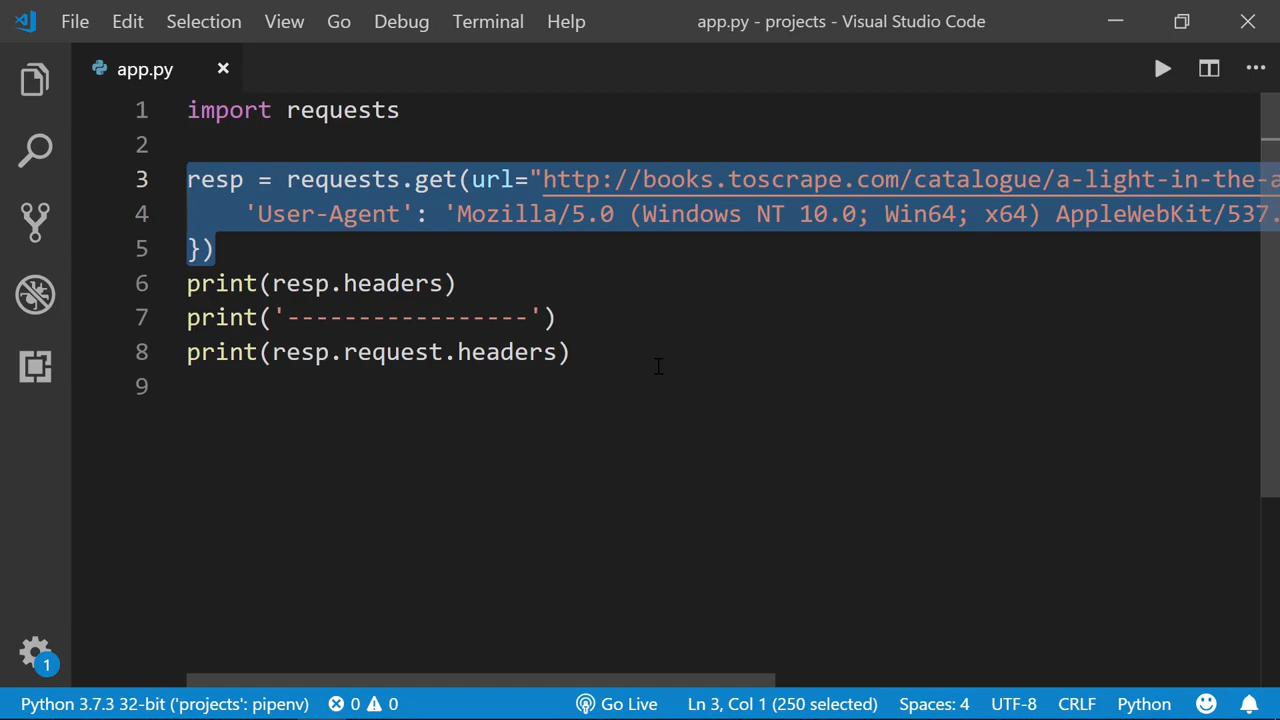 File Edit Selection View Go Debug Terminal Help app.py - projects - Visual Studio Code
app.py
1 import requests
2
3 resp = requests.get(url="http://books.toscrape.com/catalogue/a-light-in-the-a
4 'User-Agent': 'Mozilla/5.0 (Windows NT 10.0; Win64; x64) AppleWebKit/537.
5 })
6 print(resp.headers)
7 print('-----------------')
8 print(resp.request.headers)
9
1
Python 3.7.3 32-bit ('projects': pipenv) 0 0 Go Live Ln 3, Col 1 (250 selected) Spaces: 4 UTF-8 CRLF Python